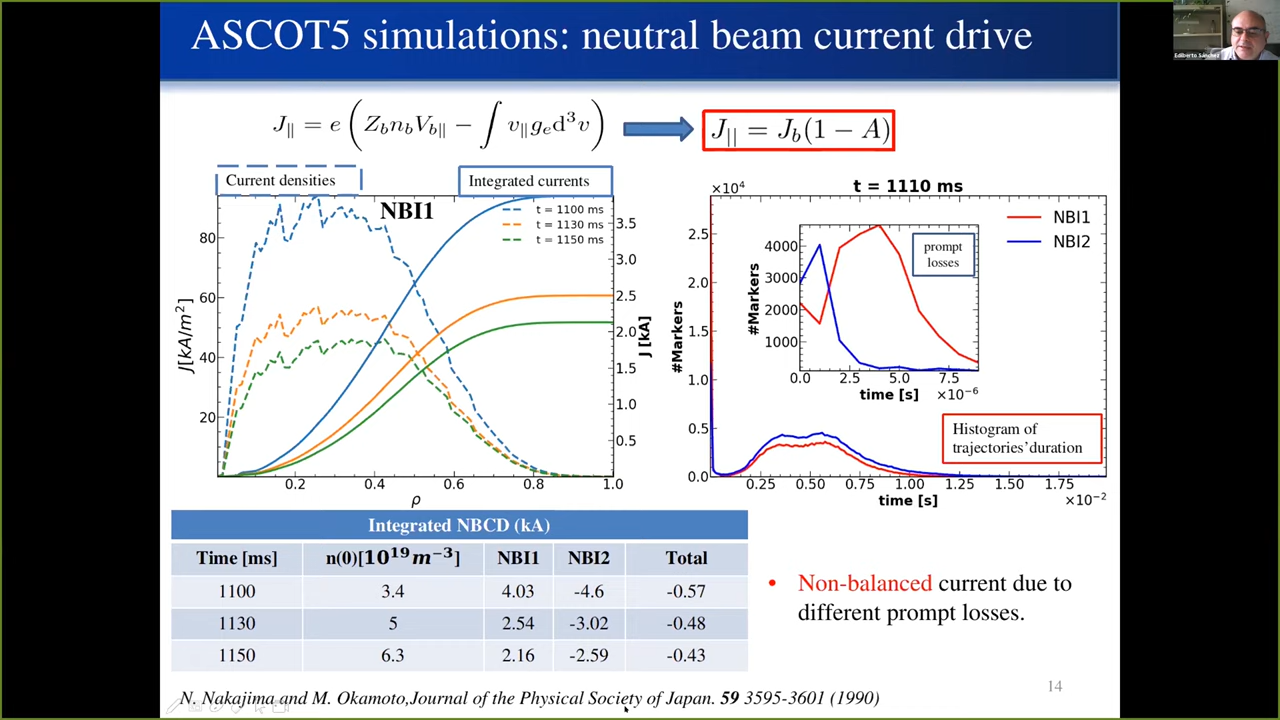 ASCOT5 simulations: neutral beam current drive
Edilberto Sánchez
J∥ = e ( Z_b n_b V_b∥ − ∫ v∥ g_e d³v )
J|| = J_b(1 − A)
Current densities
Integrated currents
NBI1
t = 1100 ms
t = 1130 ms
t = 1150 ms
J[kA/m²]
80
60
40
20
0.2 0.4 0.6 0.8 1.0
ρ
3.5
3.0
2.5
2.0
1.5
1.0
0.5
J [kA]
t = 1110 ms
×10⁴
NBI1
NBI2
#Markers
2.5
2.0
1.5
1.0
0.5
0
prompt
losses
#Markers
4000
3000
2000
1000
0.0 2.5 5.0 7.5
time [s] ×10⁻⁶
Histogram of
trajectories'duration
0.25 0.50 0.75 1.00 1.25 1.50 1.75
time [s]
×10⁻²
Integrated NBCD (kA)
Time [ms] n(0)[10¹⁹m⁻³] NBI1 NBI2 Total
1100 3.4 4.03 -4.6 -0.57
1130 5 2.54 -3.02 -0.48
1150 6.3 2.16 -2.59 -0.43
• Non-balanced current due to
different prompt losses.
14
N. Nakajima and M. Okamoto,Journal of the Physical Society of Japan. 59 3595-3601 (1990)